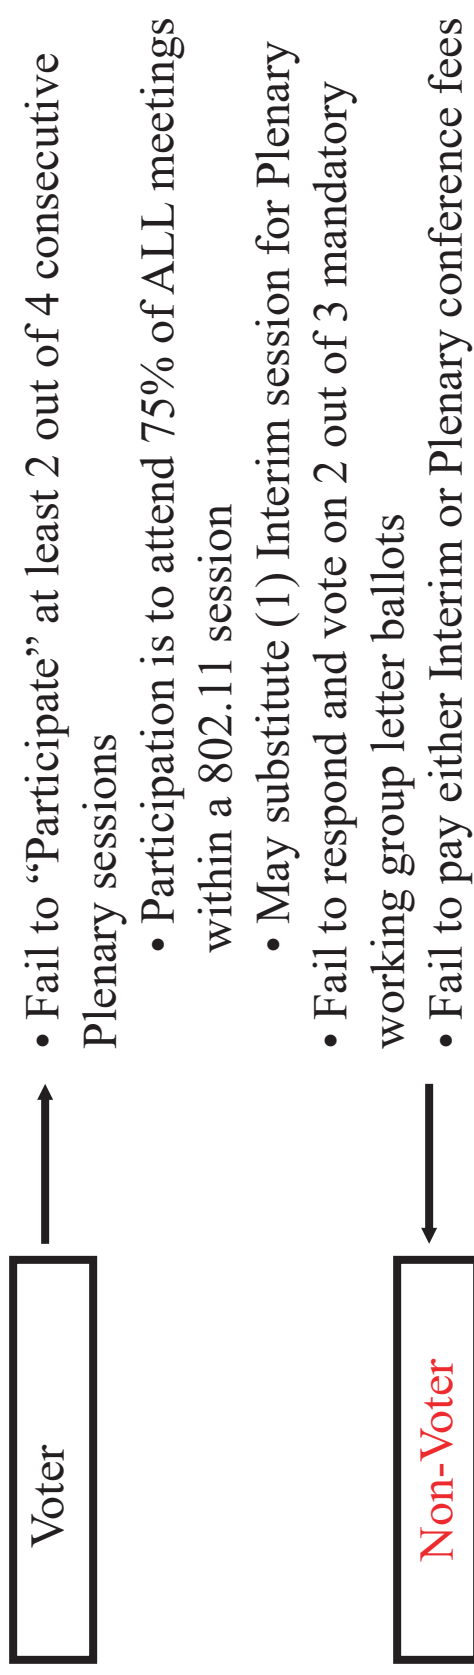 Voter
• Fail to “Participate” at least 2 out of 4 consecutive
Plenary sessions
• Participation is to attend 75% of ALL meetings
within a 802.11 session
• May substitute (1) Interim session for Plenary
• Fail to respond and vote on 2 out of 3 mandatory
working group letter ballots
• Fail to pay either Interim or Plenary conference fees
Non-Voter